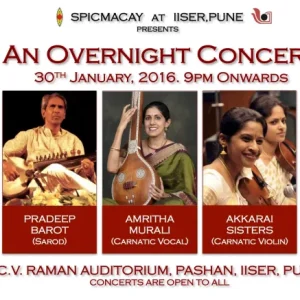 SPICMACAY AT IISER,PUNE
PRESENTS
AN OVERNIGHT CONCER
30TH JANUARY, 2016. 9PM ONWARDS
PRADEEP
BAROT
(SAROD)
AMRITHA
MURALI
(CARNATIC VOCAL)
AKKARAI
SISTERS
(CARNATIC VIOLIN)
C.V. RAMAN AUDITORIUM, PASHAN, IISER, PU
CONCERTS ARE OPEN TO ALL